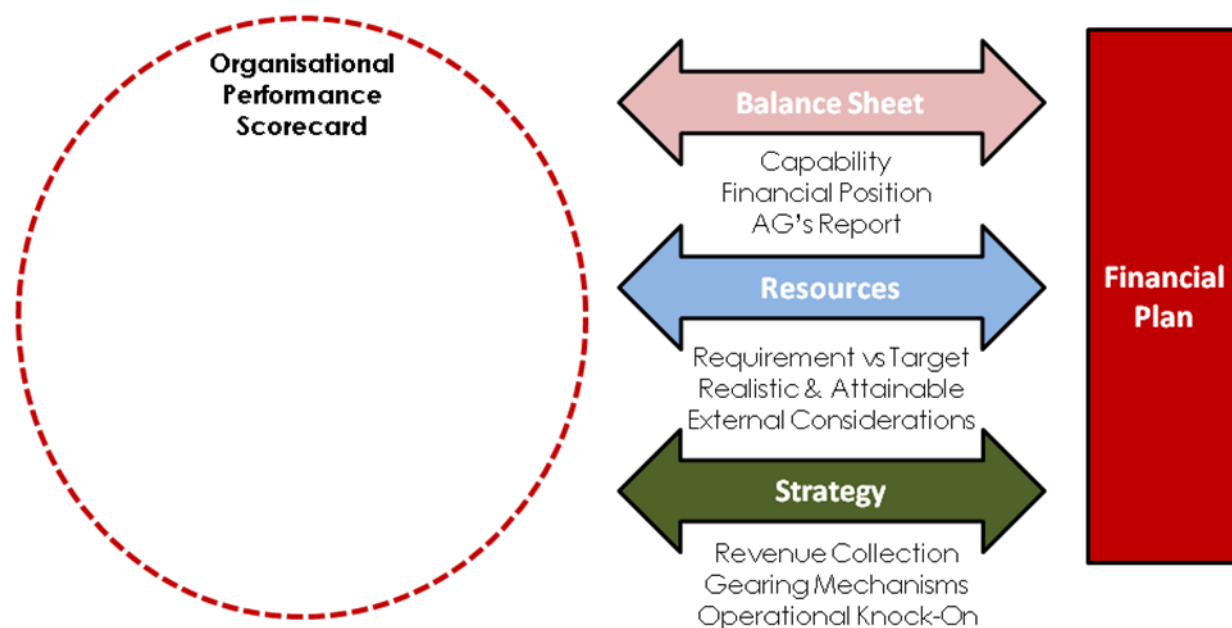 Organisational
Performance
Scorecard
Balance Sheet
Capability
Financial Position
AG's Report
Resources
Requirement vs Target
Realistic & Attainable
External Considerations
Strategy
Revenue Collection
Gearing Mechanisms
Operational Knock-On
Financial
Plan